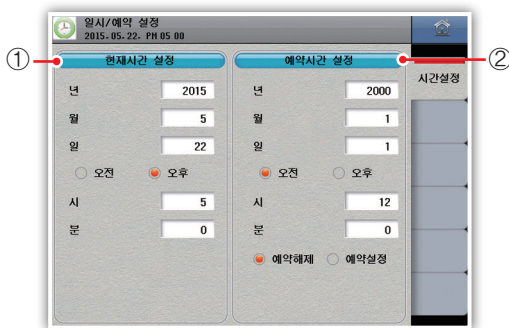 일시/예약 설정
2015. 05. 22. PM 05 00
①
현재시간 설정
예약시간 설정
②
시간설정
년 2015
년 2000
월 5
월 1
일 22
일 1
오전 오후
오전 오후
시 5
시 12
분 0
분 0
예약해제 예약설정